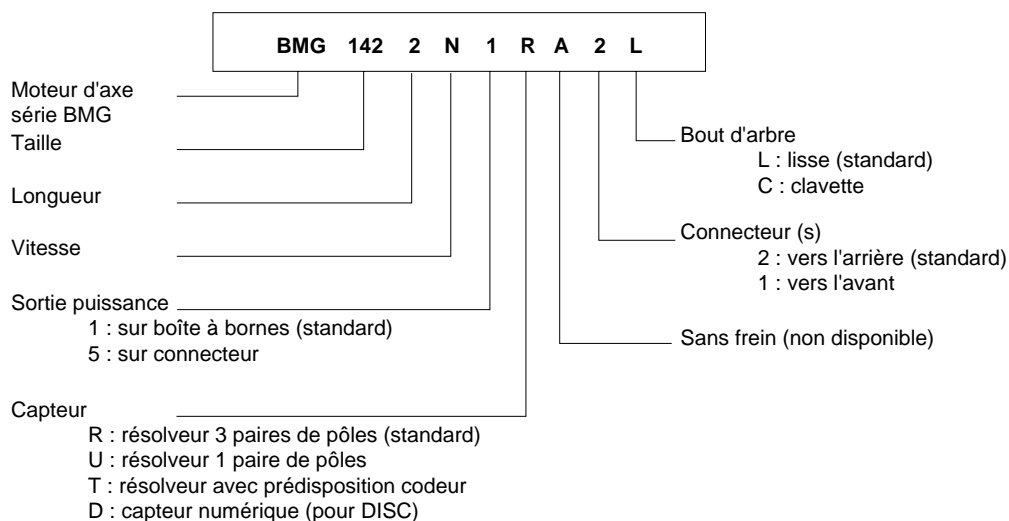 BMG 142 2 N 1 R A 2 L
Moteur d'axe
série BMG
Taille
Longueur
Vitesse
Sortie puissance
1 : sur boîte à bornes (standard)
5 : sur connecteur
Capteur
R : résolveur 3 paires de pôles (standard)
U : résolveur 1 paire de pôles
T : résolveur avec prédisposition codeur
D : capteur numérique (pour DISC)
Bout d'arbre
L : lisse (standard)
C : clavette
Connecteur (s)
2 : vers l'arrière (standard)
1 : vers l'avant
Sans frein (non disponible)